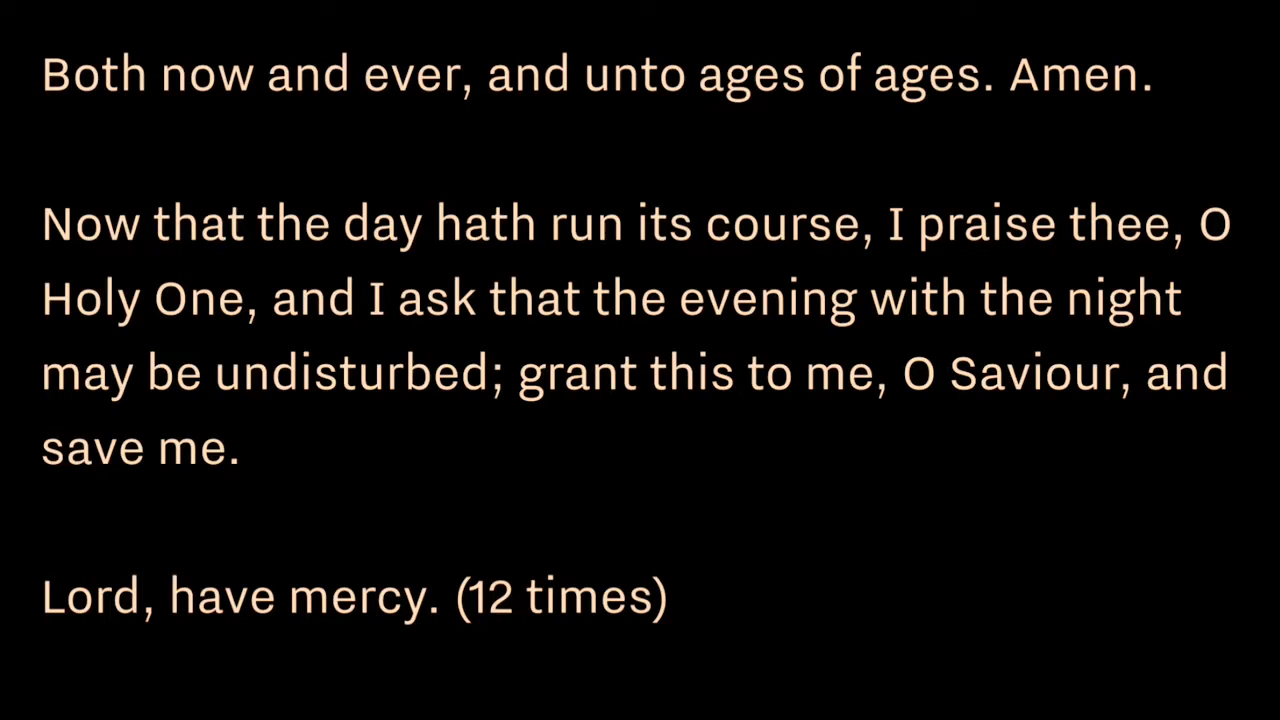 Both now and ever, and unto ages of ages. Amen.
Now that the day hath run its course, I praise thee, O
Holy One, and I ask that the evening with the night
may be undisturbed; grant this to me, O Saviour, and
save me.
Lord, have mercy. (12 times)